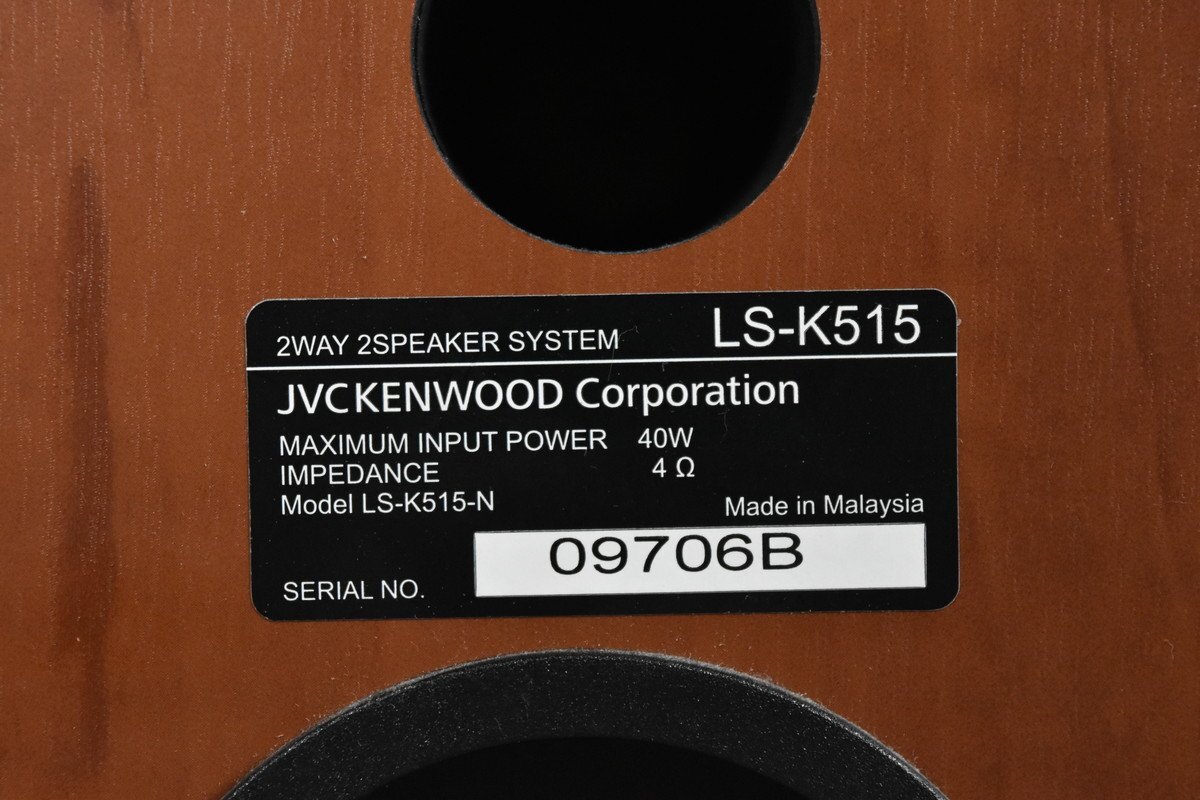 2WAY 2SPEAKER SYSTEM LS-K515
JVCKENWOOD Corporation
MAXIMUM INPUT POWER 40W
IMPEDANCE 4 Ω
Model LS-K515-N Made in Malaysia
SERIAL NO. 09706B